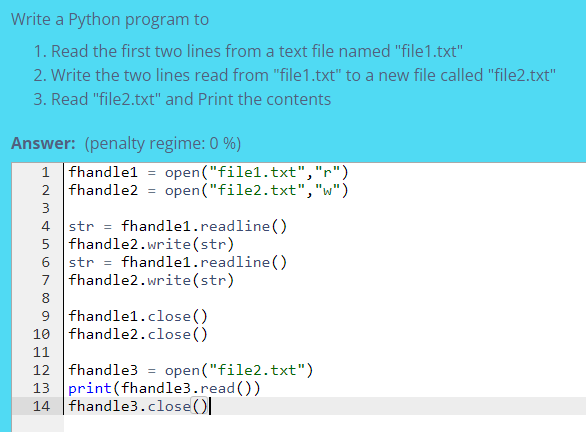 Write a Python program to
1. Read the first two lines from a text file named "file1.txt"
2. Write the two lines read from "file1.txt" to a new file called "file2.txt"
3. Read "file2.txt" and Print the contents
Answer: (penalty regime: 0 %)
1 fhandle1 = open("file1.txt","r")
2 fhandle2 = open("file2.txt","w")
3
4 str = fhandle1.readline()
5 fhandle2.write(str)
6 str = fhandle1.readline()
7 fhandle2.write(str)
8
9 fhandle1.close()
10 fhandle2.close()
11
12 fhandle3 = open("file2.txt")
13 print(fhandle3.read())
14 fhandle3.close()